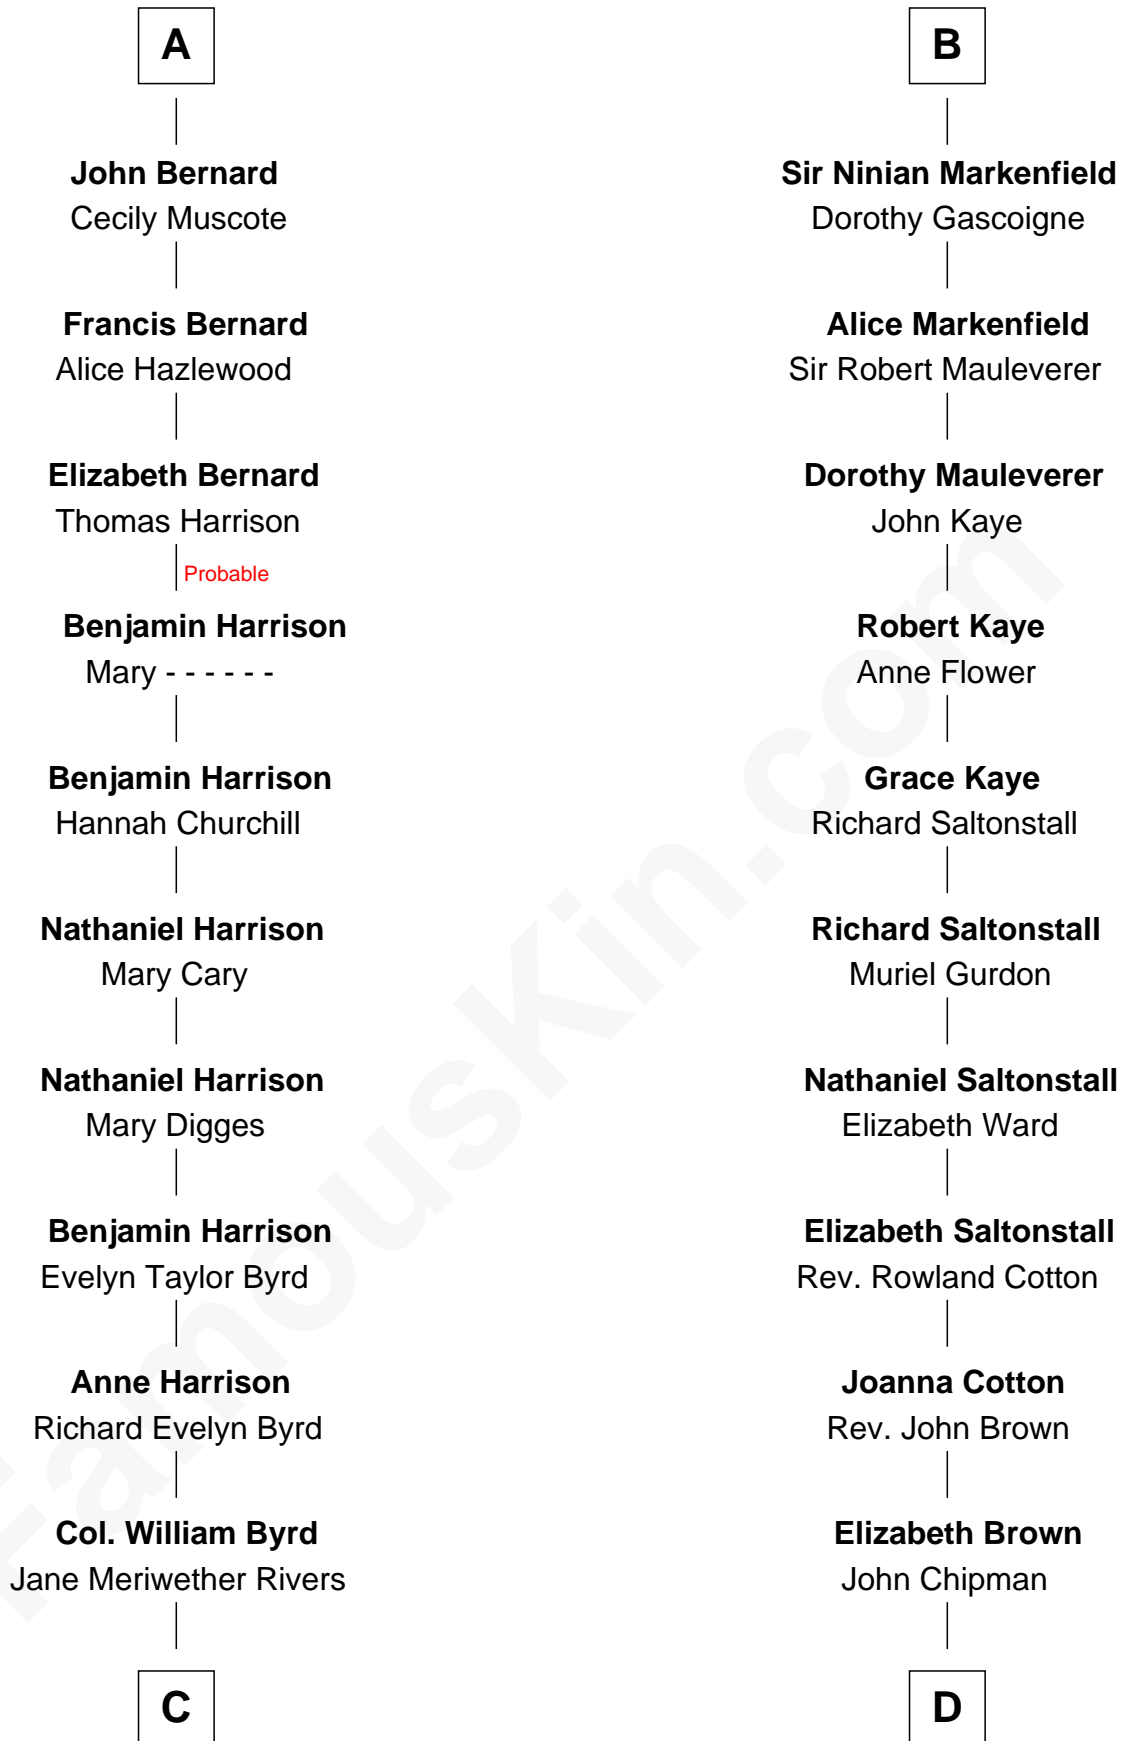 A
John Bernard
Cecily Muscote
Francis Bernard
Alice Hazlewood
Elizabeth Bernard
Thomas Harrison
Probable
Benjamin Harrison
Mary - - - - - -
Benjamin Harrison
Hannah Churchill
Nathaniel Harrison
Mary Cary
Nathaniel Harrison
Mary Digges
Benjamin Harrison
Evelyn Taylor Byrd
Anne Harrison
Richard Evelyn Byrd
Col. William Byrd
Jane Meriwether Rivers
C
B
Sir Ninian Markenfield
Dorothy Gascoigne
Alice Markenfield
Sir Robert Mauleverer
Dorothy Mauleverer
John Kaye
Robert Kaye
Anne Flower
Grace Kaye
Richard Saltonstall
Richard Saltonstall
Muriel Gurdon
Nathaniel Saltonstall
Elizabeth Ward
Elizabeth Saltonstall
Rev. Rowland Cotton
Joanna Cotton
Rev. John Brown
Elizabeth Brown
John Chipman
D
FamousKin.com